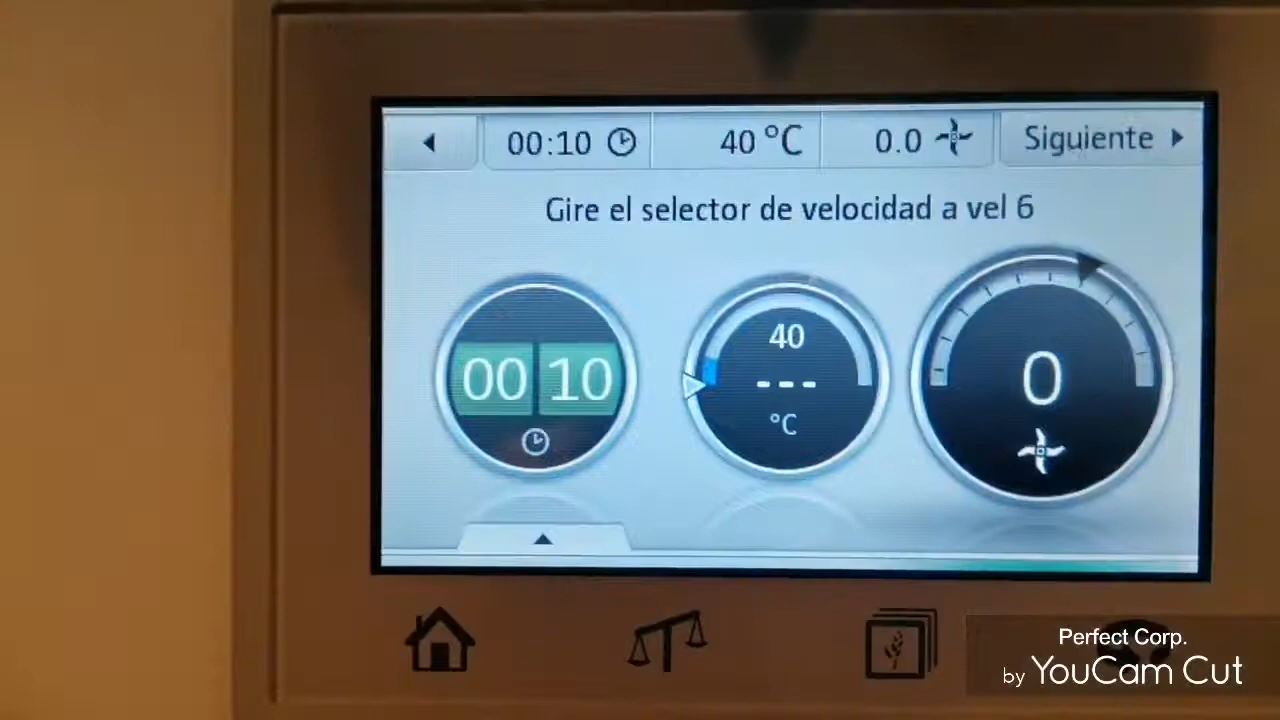 00:10 40 °C 0.0 Siguiente
Gire el selector de velocidad a vel 6
00 10
40
---
°C
0
Perfect Corp.
by YouCam Cut